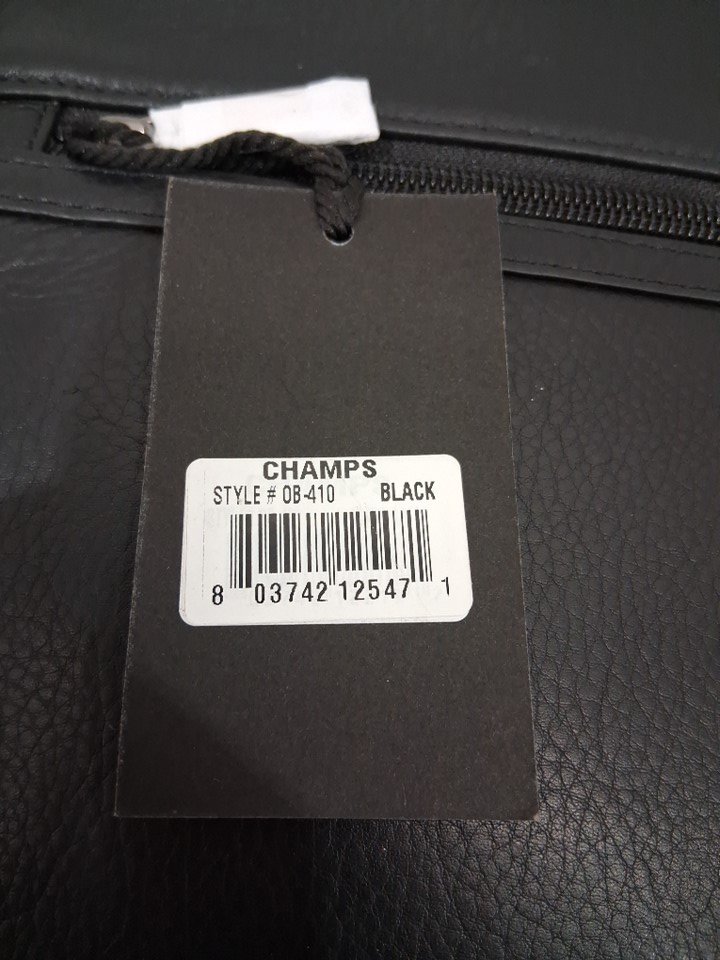 CHAMPS
STYLE # OB-410 BLACK
8 03742 12547 1